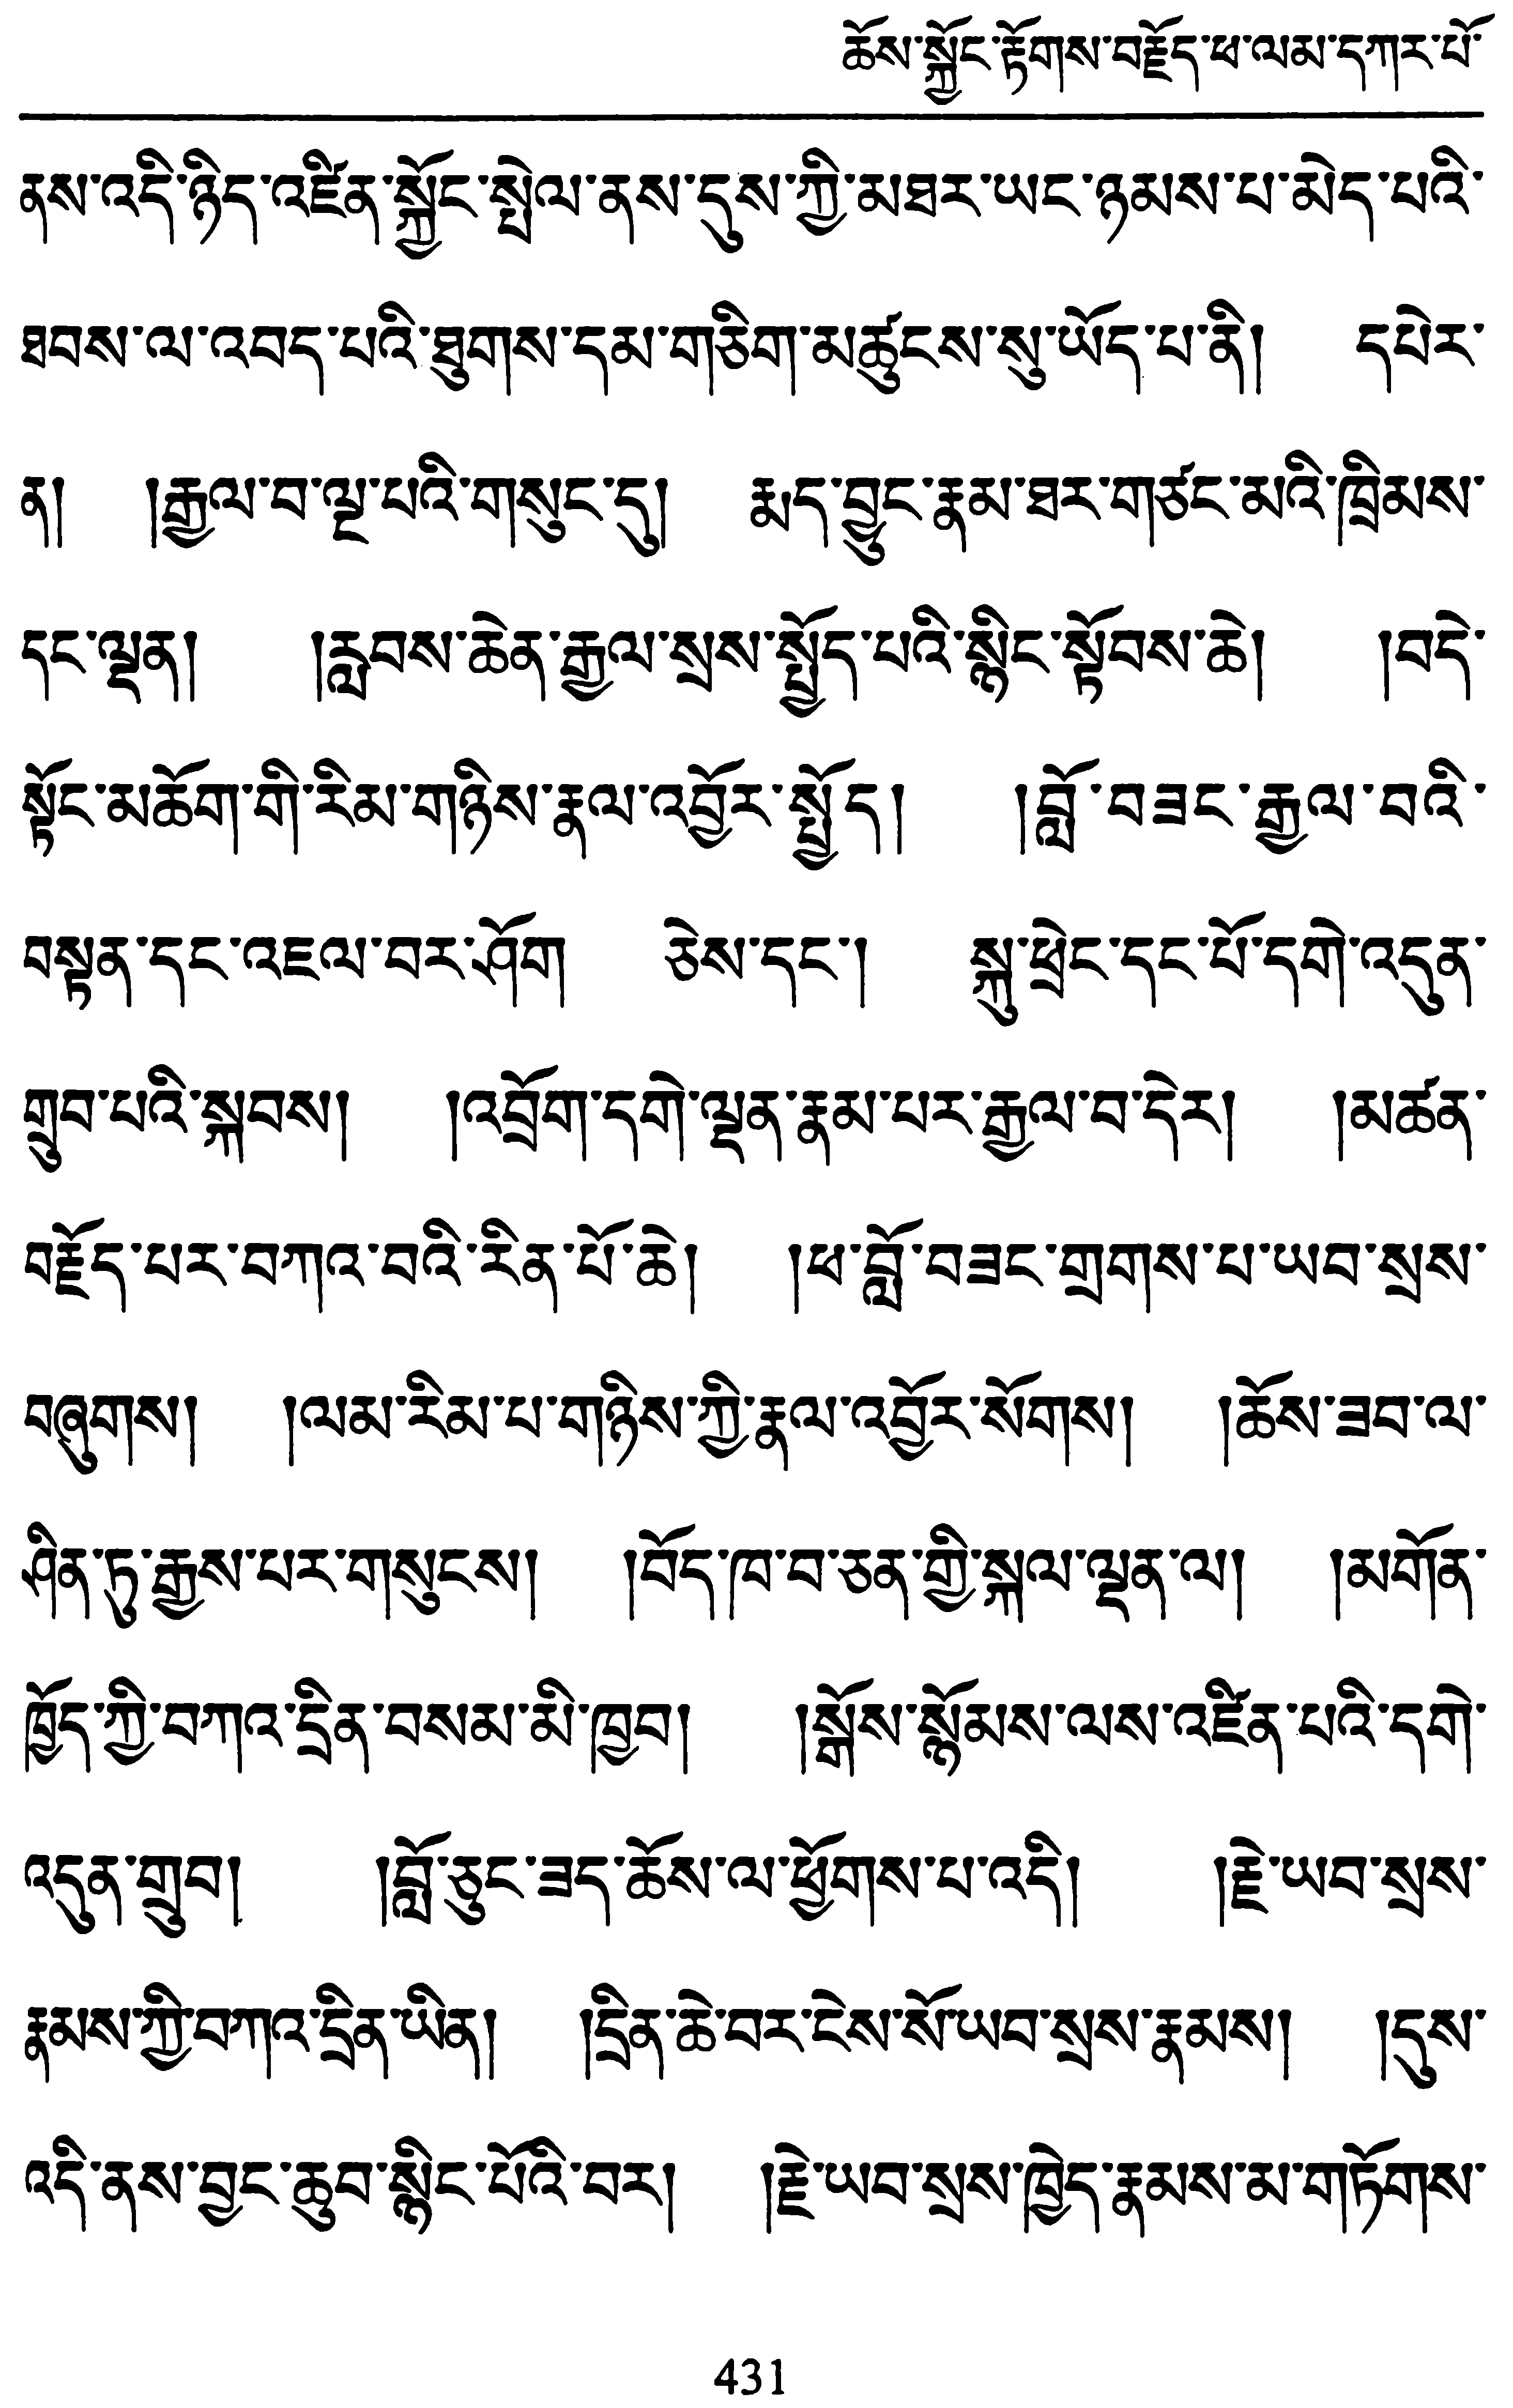 ཆོས་སྐྱོང་རྟོགས་བརྗོད་ཕ་ལམ་དཀར་པོ་
ནས་འདི་ཉིད་འཛིན་སྐྱོང་སྤེལ་ནས་དུས་ཀྱི་མཐར་ཡང་ཉམས་པ་མེད་པའི་
ཐབས་ལ་འབད་པའི་ཐུགས་དམ་གཅིག་མཚུངས་སུ་ཡོད་པ་ནི། དཔེར་
ན། །རྒྱལ་བ་ལྔ་པའི་གསུང་དུ། རྨད་བྱུང་རྣམ་ཐར་གཙང་མའི་ཁྲིམས་
དང་ལྡན། །རླབས་ཆེན་རྒྱལ་སྲས་སྤྱོད་པའི་སྙིང་སྟོབས་ཆེ། །བདེ་
སྟོང་མཆོག་གི་རིམ་གཉིས་རྣལ་འབྱོར་སྤྱོད། །བློ་བཟང་རྒྱལ་བའི་
བསྟན་དང་འཇལ་བར་ཤོག ཅེས་དང་། སྐུ་ཕྲེང་དང་པོ་དགེ་འདུན་
གྲུབ་པའི་སྐབས། །འབྲོག་དགེ་ལྡན་རྣམ་པར་རྒྱལ་བ་དེར། །མཚན་
བརྗོད་པར་བཀའ་བའི་རིན་པོ་ཆེ། །ཕ་བློ་བཟང་གྲགས་པ་ཡབ་སྲས་
བཞུགས། །ལམ་རིམ་པ་གཉིས་ཀྱི་རྣལ་འབྱོར་སོགས། །ཆོས་ཟབ་ལ་
ཤིན་ཏུ་རྒྱས་པར་གསུངས། །བོད་ཁ་བ་ཅན་གྱི་སྐལ་ལྡན་ལ། །མགོན་
ཁྱོད་ཀྱི་བཀའ་དྲིན་བསམ་མི་ཁྱབ། །སྒོས་སྙོམས་ལས་འཛིན་པའི་དགེ་
འདུན་གྲུབ། །བློ་ཅུང་ཟད་ཆོས་ལ་ཕྱོགས་པ་འདི། །རྗེ་ཡབ་སྲས་
རྣམས་ཀྱི་བཀའ་དྲིན་ཡིན། །དྲིན་ཆེ་བར་ངེས་སོ་ཡབ་སྲས་རྣམས། །དུས་
འདི་ནས་བྱང་ཆུབ་སྙིང་པོའི་བར། །རྗེ་ཡབ་སྲས་ཁྱེད་རྣམས་མ་གཏོགས་
431